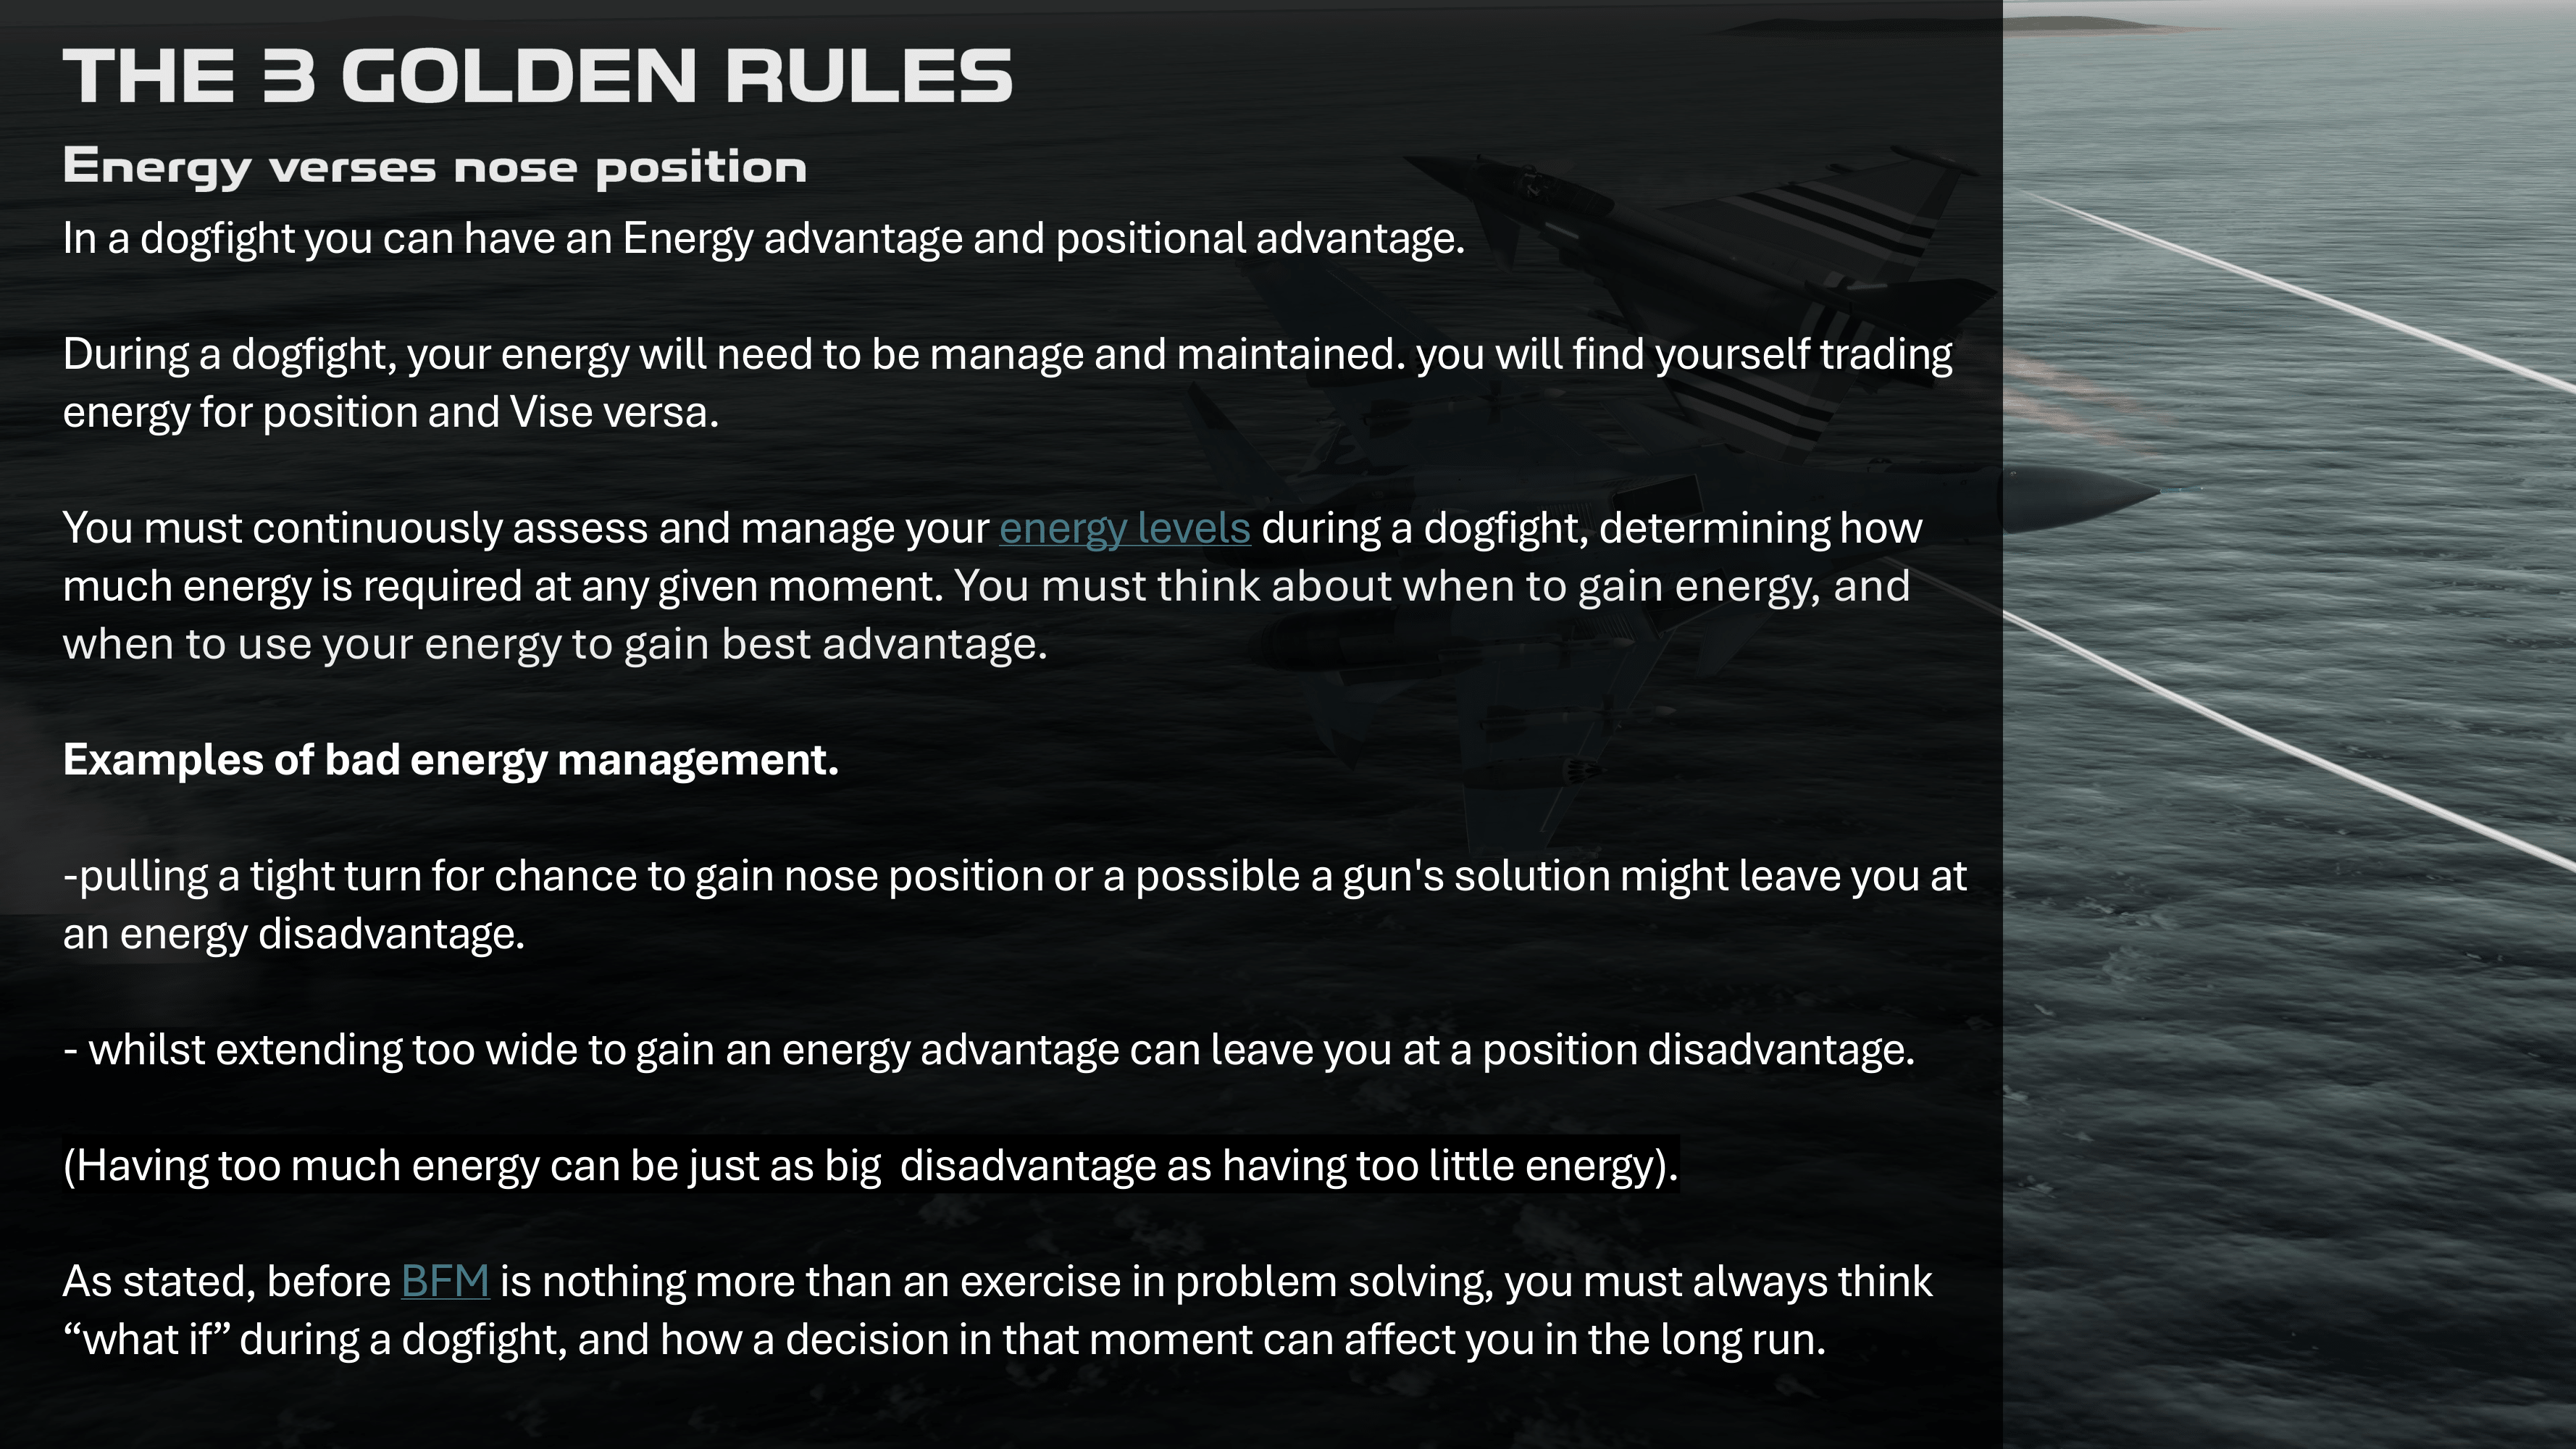 THE 3 GOLDEN RULES
Energy verses nose position
In a dogfight you can have an Energy advantage and positional advantage.
During a dogfight, your energy will need to be manage and maintained. you will find yourself trading
energy for position and Vise versa.
You must continuously assess and manage your energy levels during a dogfight, determining how
much energy is required at any given moment. You must think about when to gain energy, and
when to use your energy to gain best advantage.
Examples of bad energy management.
-pulling a tight turn for chance to gain nose position or a possible a gun's solution might leave you at
an energy disadvantage.
- whilst extending too wide to gain an energy advantage can leave you at a position disadvantage.
(Having too much energy can be just as big  disadvantage as having too little energy).
As stated, before BFM is nothing more than an exercise in problem solving, you must always think
“what if” during a dogfight, and how a decision in that moment can affect you in the long run.